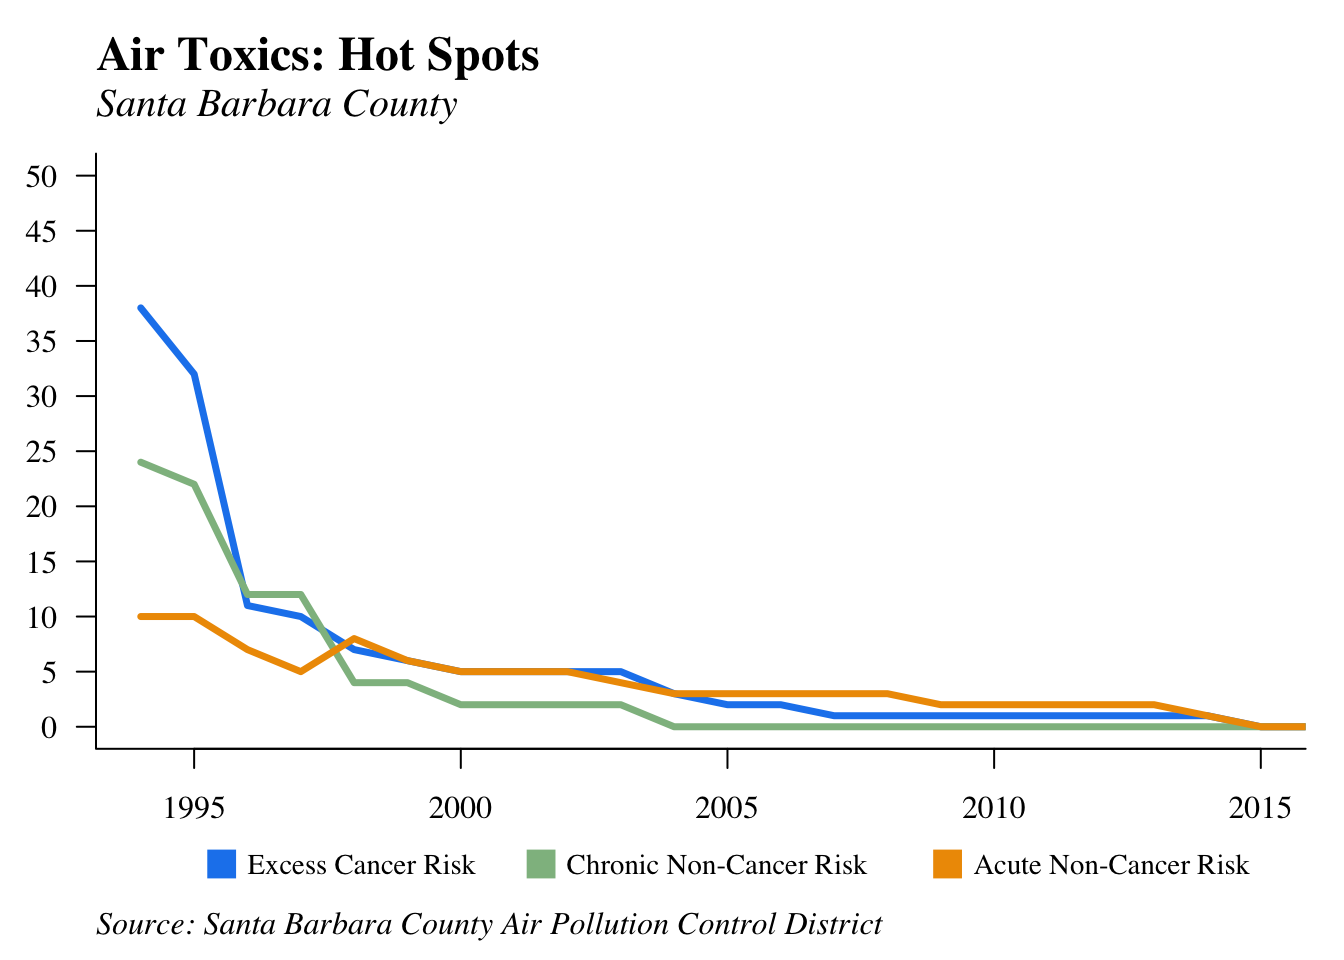 Air Toxics: Hot Spots
Santa Barbara County
50
45
40
35
30
25
20
15
10
5
0
1995 2000 2005 2010 2015
Excess Cancer Risk Chronic Non-Cancer Risk Acute Non-Cancer Risk
Source: Santa Barbara County Air Pollution Control District